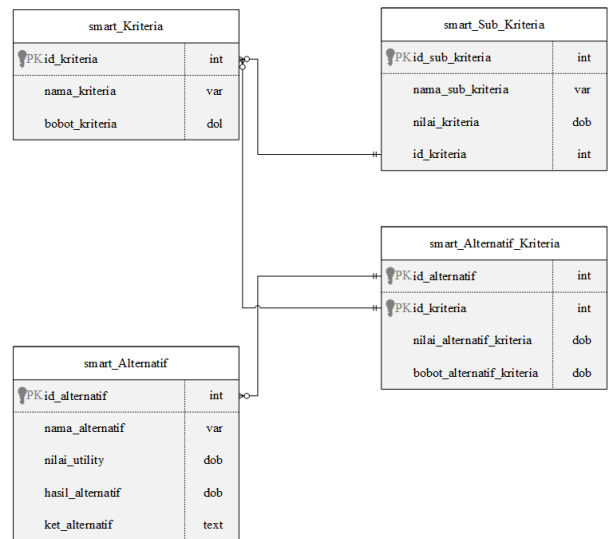 smart_Kriteria
PK id_kriteria int
nama_kriteria var
bobot_kriteria dol
smart_Sub_Kriteria
PK id_sub_kriteria int
nama_sub_kriteria var
nilai_kriteria dob
id_kriteria int
smart_Alternatif_Kriteria
PK id_alternatif int
PK id_kriteria int
nilai_alternatif_kriteria dob
bobot_alternatif_kriteria dob
smart_Alternatif
PK id_alternatif int
nama_alternatif var
nilai_utility dob
hasil_alternatif dob
ket_alternatif text